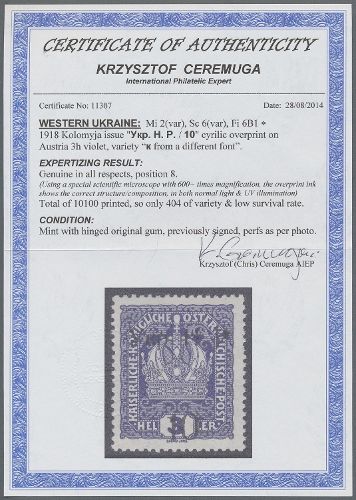 CERTIFICATE OF AUTHENTICITY
KRZYSZTOF CEREMUGA
International Philatelic Expert
Certificate No: 11307
Date: 28/08/2014
WESTERN UKRAINE: Mi 2(var), Sc 6(var), Fi 6B1 *
1918 Kolomyja issue "Укр. Н. Р. / 10" cyrilic overprint on
Austria 3h violet, variety "к from a different font".
EXPERTIZING RESULT:
Genuine in all respects, position 8.
(Using a special scientific microscope with 600+ times magnification, the overprint ink
shows the correct structure/composition, in both normal light & UV illumination)
Total of 10100 printed, so only 404 of variety & low survival rate.
CONDITION:
Mint with hinged original gum, previously signed, perfs as per photo.
Krzysztof (Chris) Ceremuga AIEP
KAISERLICHE KÖNIGLICHE ÖSTERREICHISCHE POST
HELLER